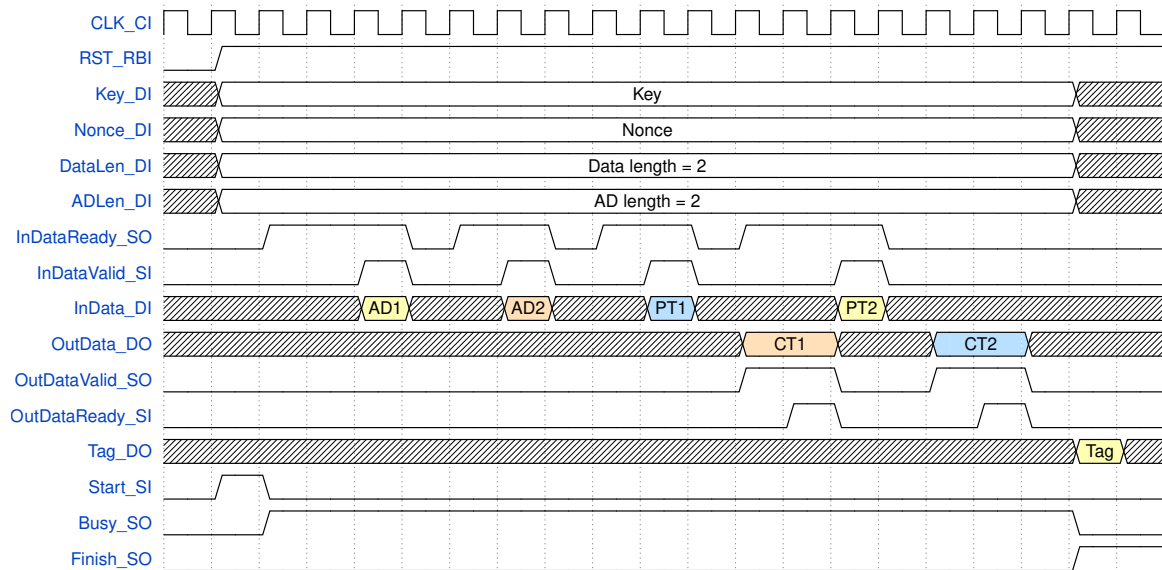 CLK_CI
RST_RBI
Key_DI Key
Nonce_DI Nonce
DataLen_DI Data length = 2
ADLen_DI AD length = 2
InDataReady_SO
InDataValid_SI
InData_DI AD1 AD2 PT1 PT2
OutData_DO CT1 CT2
OutDataValid_SO
OutDataReady_SI
Tag_DO Tag
Start_SI
Busy_SO
Finish_SO